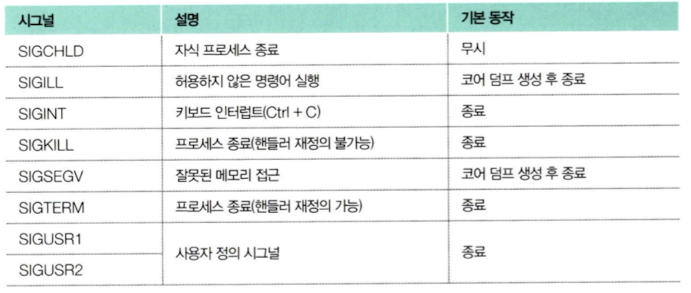 시그널 설명 기본 동작
SIGCHLD 자식 프로세스 종료 무시
SIGILL 허용하지 않은 명령어 실행 코어 덤프 생성 후 종료
SIGINT 키보드 인터럽트(Ctrl + C) 종료
SIGKILL 프로세스 종료(핸들러 재정의 불가능) 종료
SIGSEGV 잘못된 메모리 접근 코어 덤프 생성 후 종료
SIGTERM 프로세스 종료(핸들러 재정의 가능) 종료
SIGUSR1
사용자 정의 시그널 종료
SIGUSR2